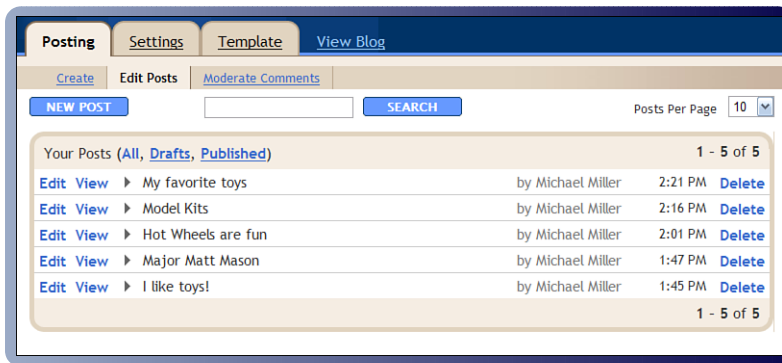 Posting Settings Template View Blog
Create Edit Posts Moderate Comments
NEW POST SEARCH Posts Per Page 10
Your Posts (All, Drafts, Published) 1 - 5 of 5
Edit View My favorite toys by Michael Miller 2:21 PM Delete
Edit View Model Kits by Michael Miller 2:16 PM Delete
Edit View Hot Wheels are fun by Michael Miller 2:01 PM Delete
Edit View Major Matt Mason by Michael Miller 1:47 PM Delete
Edit View I like toys! by Michael Miller 1:45 PM Delete
1 - 5 of 5